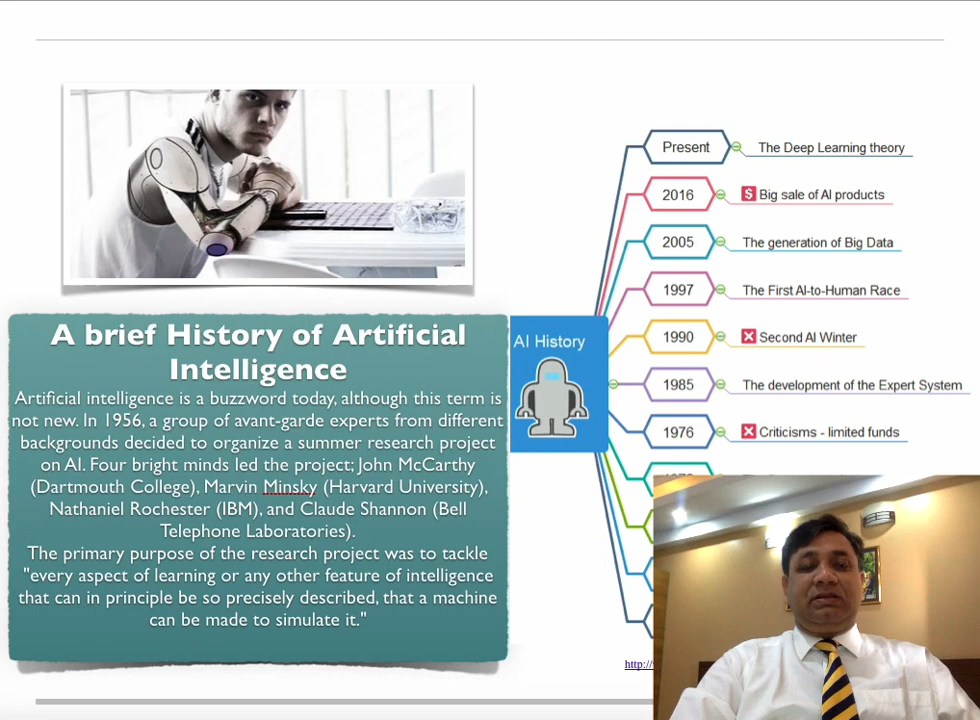 A brief History of Artificial
Intelligence
Artificial intelligence is a buzzword today, although this term is
not new. In 1956, a group of avant-garde experts from different
backgrounds decided to organize a summer research project
on AI. Four bright minds led the project; John McCarthy
(Dartmouth College), Marvin Minsky (Harvard University),
Nathaniel Rochester (IBM), and Claude Shannon (Bell
Telephone Laboratories).
The primary purpose of the research project was to tackle
"every aspect of learning or any other feature of intelligence
that can in principle be so precisely described, that a machine
can be made to simulate it."
AI History
Present The Deep Learning theory
2016 $ Big sale of AI products
2005 The generation of Big Data
1997 The First AI-to-Human Race
1990 Second AI Winter
1985 The development of the Expert System
1976 Criticisms - limited funds
http://